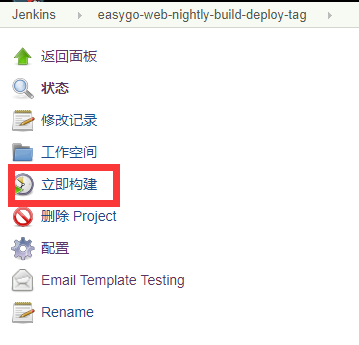 Jenkins easygo-web-nightly-build-deploy-tag
返回面板
状态
修改记录
工作空间
立即构建
删除 Project
配置
Email Template Testing
Rename